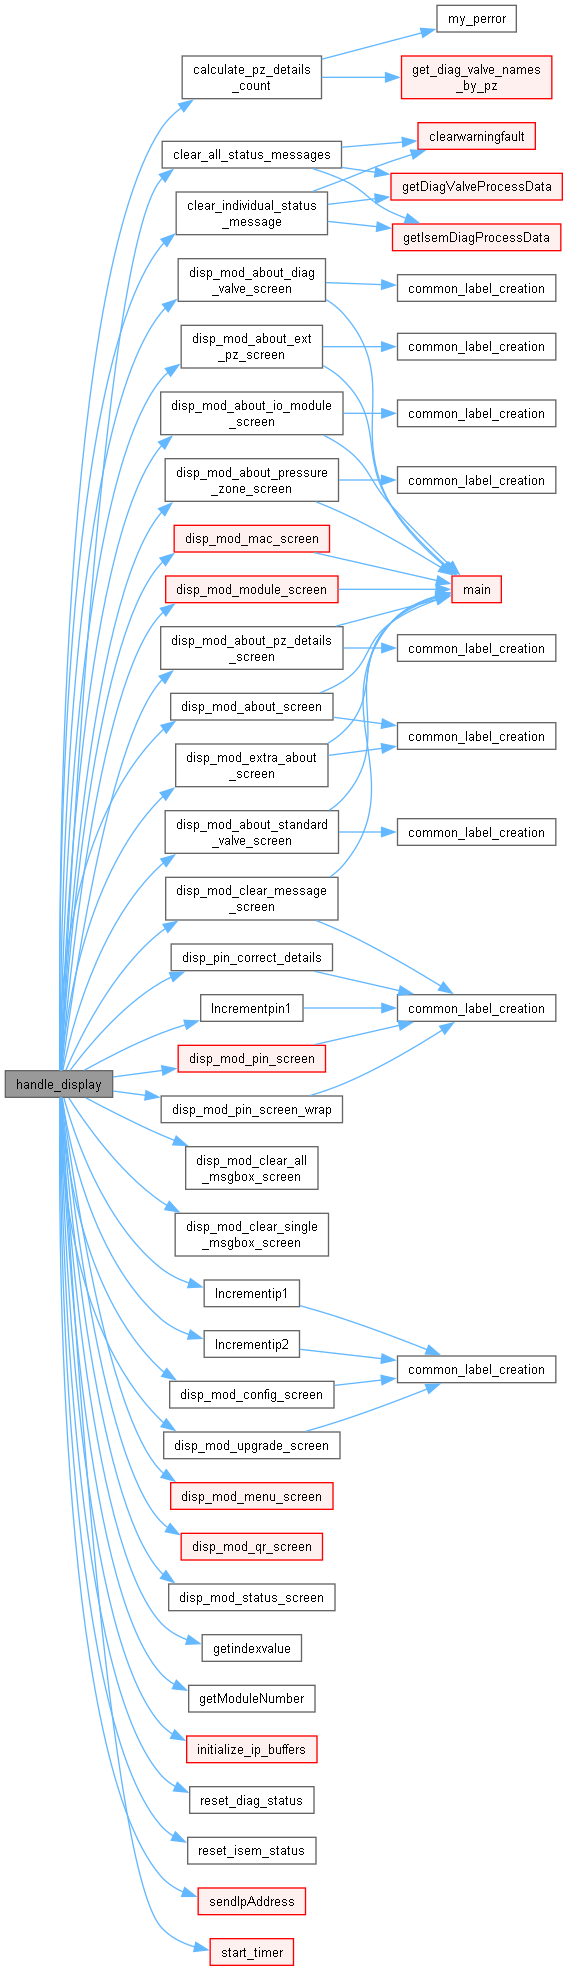 my_perror
calculate_pz_details
_count
get_diag_valve_names
_by_pz
clearwarningfault
clear_all_status_messages
getDiagValveProcessData
clear_individual_status
_message
getIsemDiagProcessData
disp_mod_about_diag
_valve_screen
common_label_creation
disp_mod_about_ext
_pz_screen
common_label_creation
disp_mod_about_io_module
_screen
common_label_creation
disp_mod_about_pressure
_zone_screen
common_label_creation
disp_mod_mac_screen
disp_mod_module_screen
main
disp_mod_about_pz_details
_screen
common_label_creation
disp_mod_about_screen
common_label_creation
disp_mod_extra_about
_screen
disp_mod_about_standard
_valve_screen
common_label_creation
disp_mod_clear_message
_screen
disp_pin_correct_details
Incrementpin1
common_label_creation
disp_mod_pin_screen
handle_display
disp_mod_pin_screen_wrap
disp_mod_clear_all
_msgbox_screen
disp_mod_clear_single
_msgbox_screen
Incrementip1
Incrementip2
common_label_creation
disp_mod_config_screen
disp_mod_upgrade_screen
disp_mod_menu_screen
disp_mod_qr_screen
disp_mod_status_screen
getindexvalue
getModuleNumber
initialize_ip_buffers
reset_diag_status
reset_isem_status
sendIpAddress
start_timer